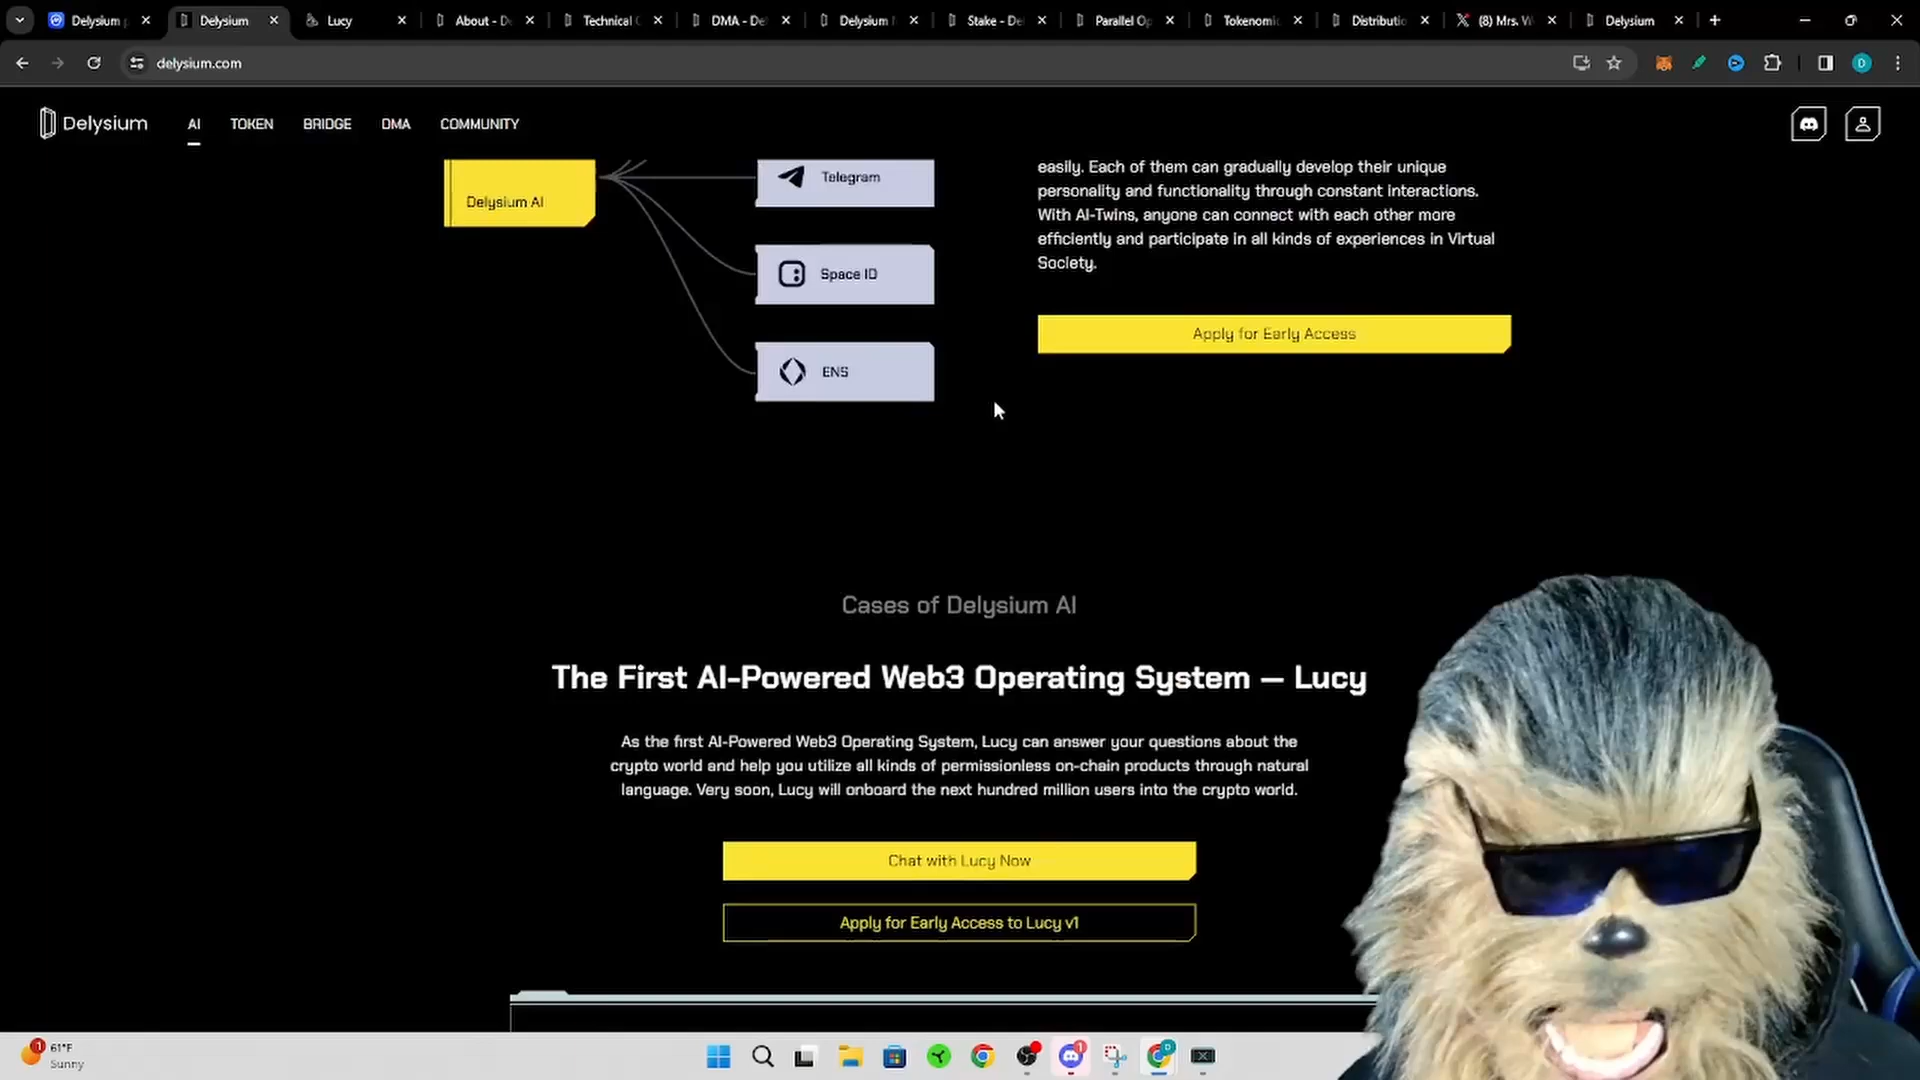 Delysium p
Delysium
Lucy
About - De
Technical C
DMA - Del
Delysium
Stake - Del
Parallel Op
Tokenomic
Distributio
(8) Mrs. W
Delysium
delysium.com
D
Delysium
AI
TOKEN
BRIDGE
DMA
COMMUNITY
Delysium AI
Telegram
Space ID
ENS
easily. Each of them can gradually develop their unique
personality and functionality through constant interactions.
With AI-Twins, anyone can connect with each other more
efficiently and participate in all kinds of experiences in Virtual
Society.
Apply for Early Access
Cases of Delysium AI
The First AI-Powered Web3 Operating System — Lucy
As the first AI-Powered Web3 Operating System, Lucy can answer your questions about the
crypto world and help you utilize all kinds of permissionless on-chain products through natural
language. Very soon, Lucy will onboard the next hundred million users into the crypto world.
Chat with Lucy Now
Apply for Early Access to Lucy v1
1
61°F
Sunny
1
D